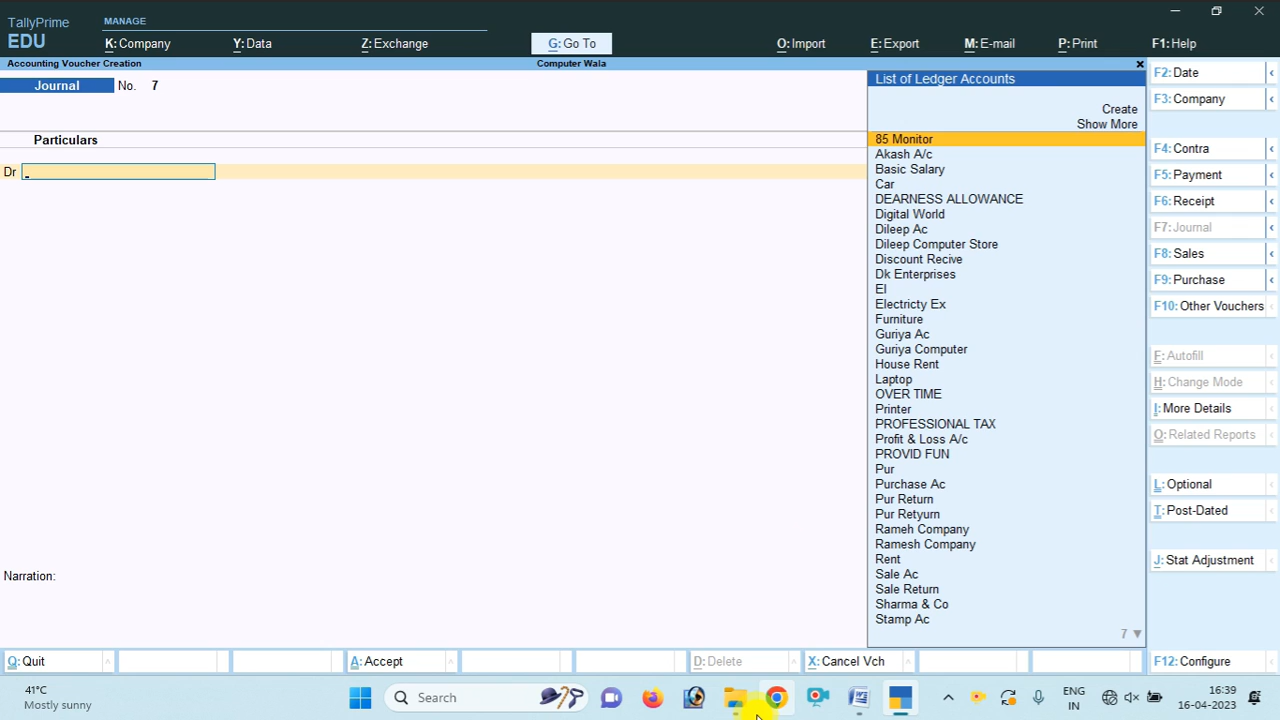 TallyPrime
EDU
MANAGE
K: Company
Y: Data
Z: Exchange
G: Go To
O: Import
E: Export
M: E-mail
P: Print
F1: Help
Accounting Voucher Creation
Computer Wala
Journal No. 7
Particulars
Dr
Narration:
List of Ledger Accounts
Create
Show More
85 Monitor
Akash A/c
Basic Salary
Car
DEARNESS ALLOWANCE
Digital World
Dileep Ac
Dileep Computer Store
Discount Recive
Dk Enterprises
El
Electricty Ex
Furniture
Guriya Ac
Guriya Computer
House Rent
Laptop
OVER TIME
Printer
PROFESSIONAL TAX
Profit & Loss A/c
PROVID FUN
Pur
Purchase Ac
Pur Return
Pur Retyurn
Rameh Company
Ramesh Company
Rent
Sale Ac
Sale Return
Sharma & Co
Stamp Ac
7
F2: Date
F3: Company
F4: Contra
F5: Payment
F6: Receipt
F7: Journal
F8: Sales
F9: Purchase
F10: Other Vouchers
F: Autofill
H: Change Mode
I: More Details
O: Related Reports
L: Optional
T: Post-Dated
J: Stat Adjustment
Q: Quit
A: Accept
D: Delete
X: Cancel Vch
F12: Configure
41°C
Mostly sunny
Search
ENG
IN
16:39
16-04-2023